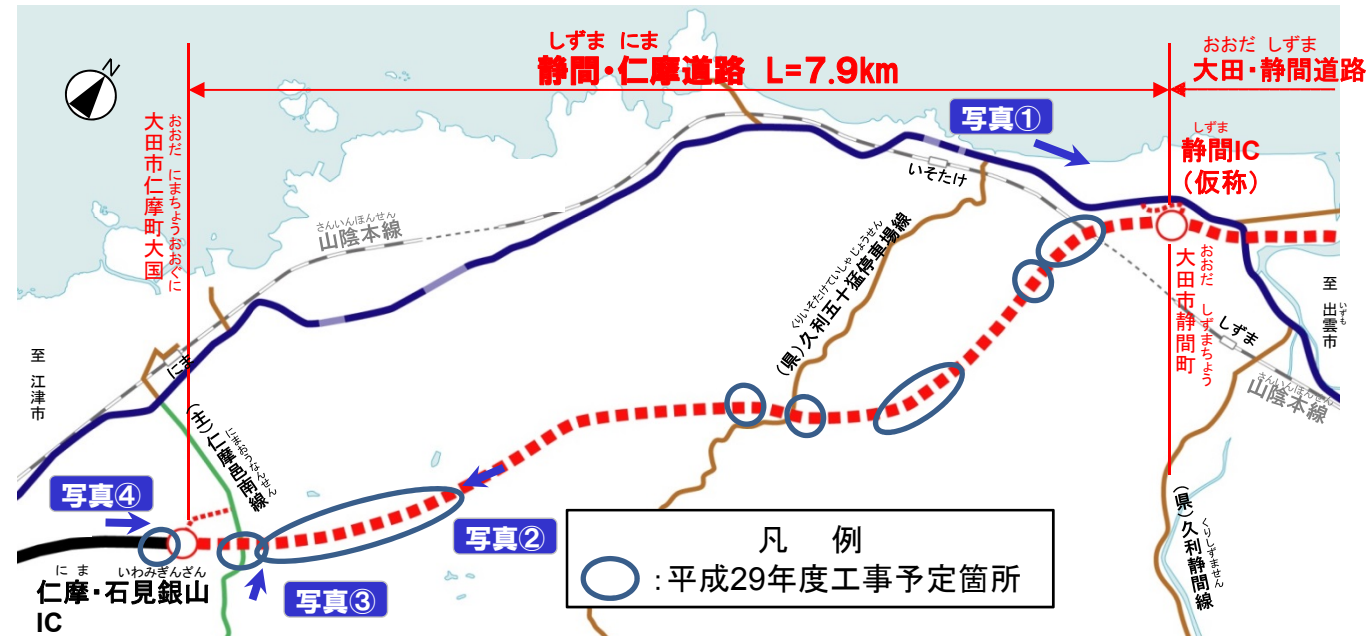 しずま にま
静間・仁摩道路 L=7.9km
おおだ しずま
大田・静間道路
N
写真①
しずま
静間IC
(仮称)
おおだ にまちょうおおぐに
大田市仁摩町大国
さんいんほんせん
山陰本線
いそたけ
くりいそたけていしゃじょうせん
(県)久利五十猛停車場線
おおだ しずまちょう
大田市静間町
至 出雲市
いずも
しずま
さんいんほんせん
山陰本線
至 江津市
にま
にまおうなんせん
(主)仁摩邑南線
写真④
写真②
写真③
に ま いわみぎんざん
仁摩・石見銀山
IC
くりしずません
(県)久利静間線
凡 例
:平成29年度工事予定箇所